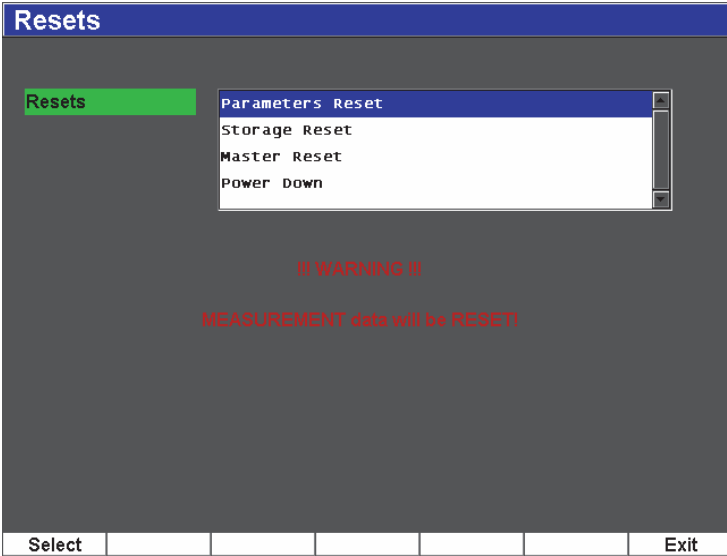 Resets
Resets
Parameters Reset
Storage Reset
Master Reset
Power Down
!!! WARNING !!!
MEASUREMENT data will be RESET!
Select
Exit